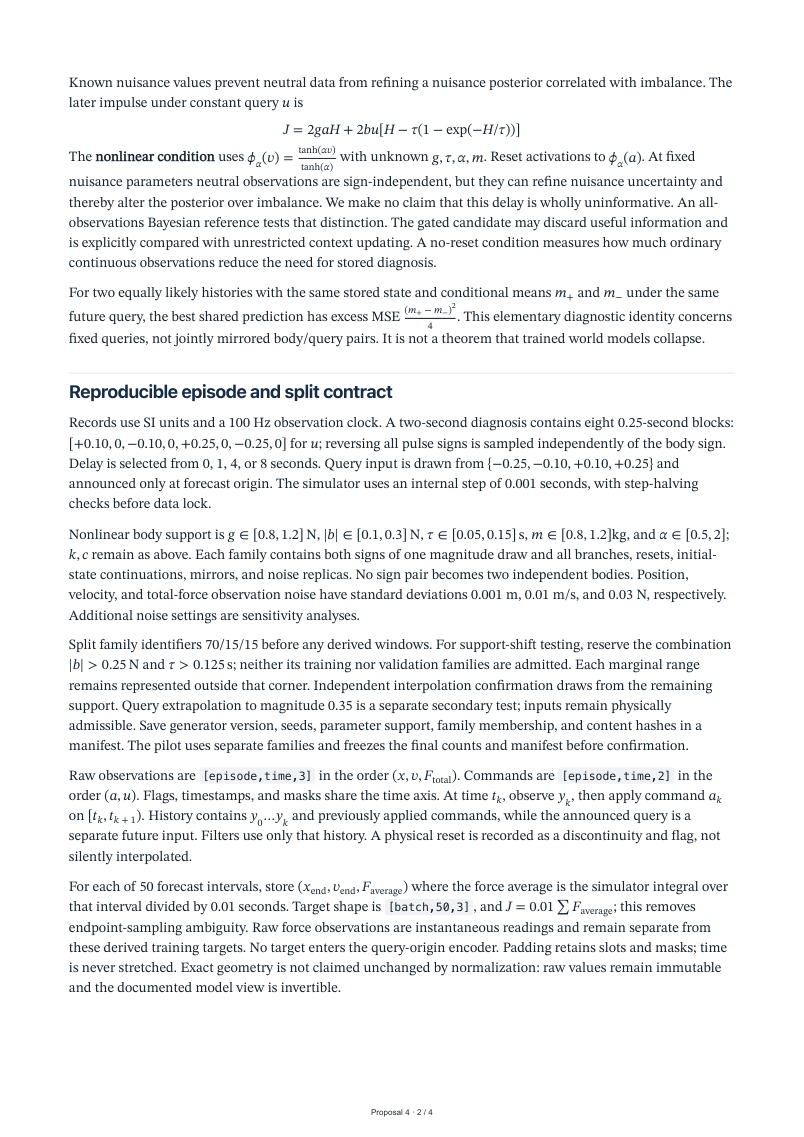 Known nuisance values prevent neutral data from refining a nuisance posterior correlated with imbalance. The
later impulse under constant query u is
J = 2gaH + 2bu[H − τ(1 − exp(−H/τ))]
The nonlinear condition uses ϕ_α(v) = tanh(αv)/tanh(α) with unknown g, τ, α, m. Reset activations to ϕ_α(a). At fixed
nuisance parameters neutral observations are sign-independent, but they can refine nuisance uncertainty and
thereby alter the posterior over imbalance. We make no claim that this delay is wholly uninformative. An all-
observations Bayesian reference tests that distinction. The gated candidate may discard useful information and
is explicitly compared with unrestricted context updating. A no-reset condition measures how much ordinary
continuous observations reduce the need for stored diagnosis.
For two equally likely histories with the same stored state and conditional means m₊ and m₋ under the same
future query, the best shared prediction has excess MSE (m₊ − m₋)²/4. This elementary diagnostic identity concerns
fixed queries, not jointly mirrored body/query pairs. It is not a theorem that trained world models collapse.
Reproducible episode and split contract
Records use SI units and a 100 Hz observation clock. A two-second diagnosis contains eight 0.25-second blocks:
[+0.10, 0, −0.10, 0, +0.25, 0, −0.25, 0] for u; reversing all pulse signs is sampled independently of the body sign.
Delay is selected from 0, 1, 4, or 8 seconds. Query input is drawn from {−0.25, −0.10, +0.10, +0.25} and
announced only at forecast origin. The simulator uses an internal step of 0.001 seconds, with step-halving
checks before data lock.
Nonlinear body support is g ∈ [0.8, 1.2] N, |b| ∈ [0.1, 0.3] N, τ ∈ [0.05, 0.15] s, m ∈ [0.8, 1.2]kg, and α ∈ [0.5, 2];
k, c remain as above. Each family contains both signs of one magnitude draw and all branches, resets, initial-
state continuations, mirrors, and noise replicas. No sign pair becomes two independent bodies. Position,
velocity, and total-force observation noise have standard deviations 0.001 m, 0.01 m/s, and 0.03 N, respectively.
Additional noise settings are sensitivity analyses.
Split family identifiers 70/15/15 before any derived windows. For support-shift testing, reserve the combination
|b| > 0.25 N and τ > 0.125 s; neither its training nor validation families are admitted. Each marginal range
remains represented outside that corner. Independent interpolation confirmation draws from the remaining
support. Query extrapolation to magnitude 0.35 is a separate secondary test; inputs remain physically
admissible. Save generator version, seeds, parameter support, family membership, and content hashes in a
manifest. The pilot uses separate families and freezes the final counts and manifest before confirmation.
Raw observations are [episode,time,3] in the order (x, v, F_total). Commands are [episode,time,2] in the
order (a, u). Flags, timestamps, and masks share the time axis. At time t_k, observe y_k, then apply command a_k
on [t_k, t_{k+1}). History contains y_0…y_k and previously applied commands, while the announced query is a
separate future input. Filters use only that history. A physical reset is recorded as a discontinuity and flag, not
silently interpolated.
For each of 50 forecast intervals, store (x_end, v_end, F_average) where the force average is the simulator integral over
that interval divided by 0.01 seconds. Target shape is [batch,50,3], and J = 0.01 ∑ F_average; this removes
endpoint-sampling ambiguity. Raw force observations are instantaneous readings and remain separate from
these derived training targets. No target enters the query-origin encoder. Padding retains slots and masks; time
is never stretched. Exact geometry is not claimed unchanged by normalization: raw values remain immutable
and the documented model view is invertible.
Proposal 4 · 2 / 4